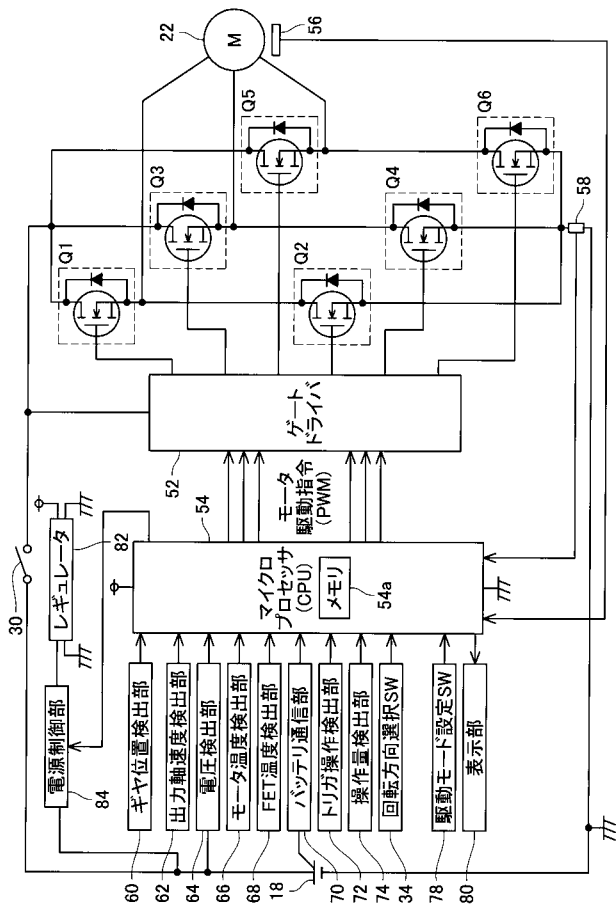 30
レギュレータ
82
電源制御部
84
ギヤ位置検出部
60
出力軸速度検出部
62
電圧検出部
64
モータ温度検出部
66
FET温度検出部
68
18
バッテリ通信部
70
トリガ操作検出部
72
操作量検出部
74
回転方向選択SW
34
駆動モード設定SW
78
表示部
80
54
マイクロ
プロセッサ
(CPU)
メモリ
54a
モータ
駆動指令
(PWM)
52
ゲート
ドライバ
Q1
Q3
Q5
Q2
Q4
Q6
22
M
56
58